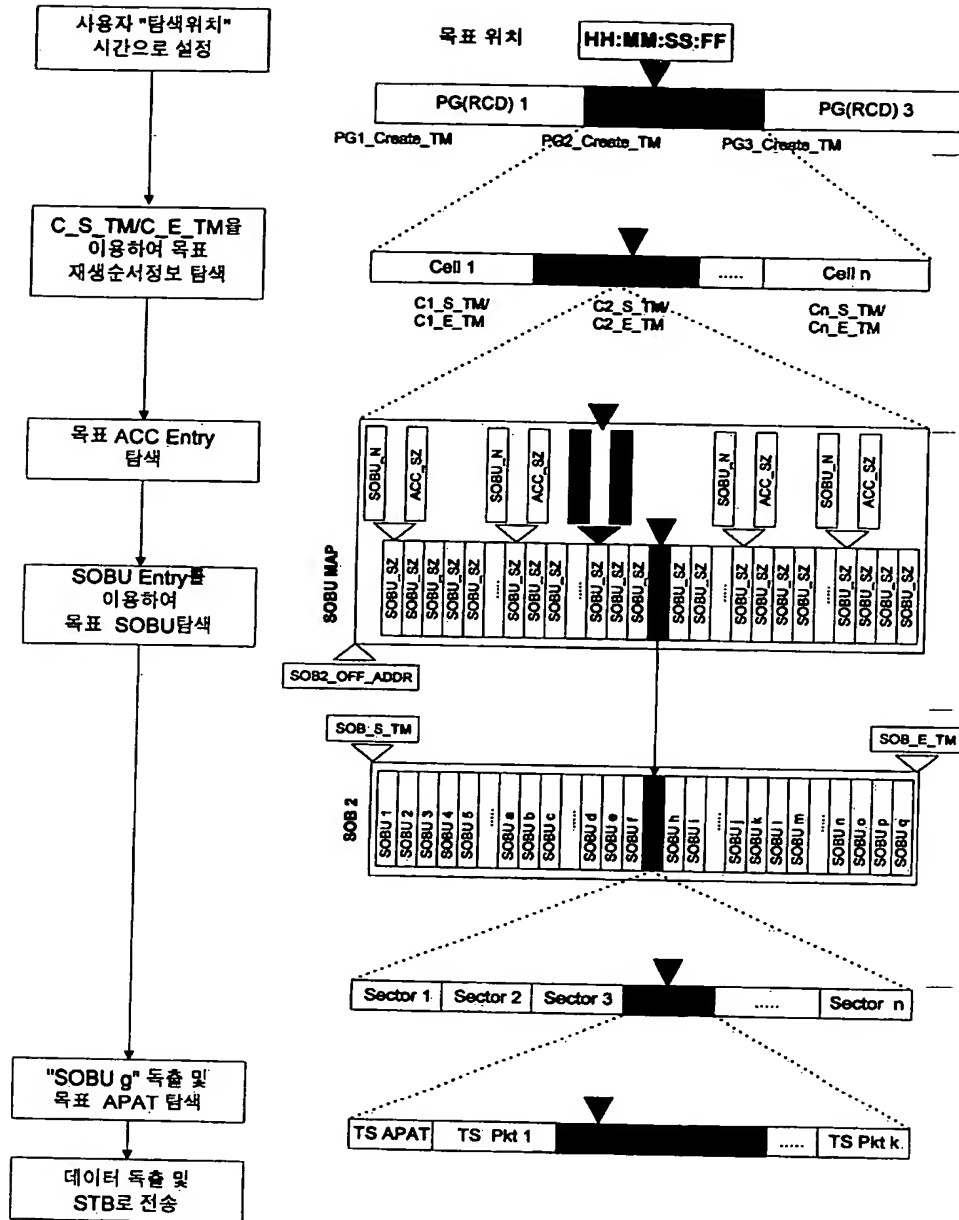 사용자 "탐색위치"
시간으로 설정
목표 위치
HH:MM:SS:FF
PG(RCD) 1
PG(RCD) 3
PG1_Create_TM
PG2_Create_TM
PG3_Create_TM
C_S_TM/C_E_TM을
이용하여 목표
재생순서정보 탐색
Cell 1
.....
Cell n
C1_S_TM/
C1_E_TM
C2_S_TM/
C2_E_TM
Cn_S_TM/
Cn_E_TM
목표 ACC Entry
탐색
SOBU_N
ACC_SZ
SOBU_N
ACC_SZ
SOBU_N
ACC_SZ
SOBU_N
ACC_SZ
SOBU Entry를
이용하여
목표 SOBU탐색
SOBU MAP
SOBU_SZ
SOBU_SZ
SOBU_SZ
SOBU_SZ
SOBU_SZ
.....
SOBU_SZ
SOBU_SZ
SOBU_SZ
.....
SOBU_SZ
SOBU_SZ
SOBU_SZ
SOBU_SZ
SOBU_SZ
.....
SOBU_SZ
SOBU_SZ
SOBU_SZ
SOBU_SZ
.....
SOBU_SZ
SOBU_SZ
SOBU_SZ
SOBU_SZ
SOB2_OFF_ADDR
SOB_S_TM
SOB_E_TM
SOB 2
SOBU 1
SOBU 2
SOBU 3
SOBU 4
SOBU 5
.....
SOBU a
SOBU b
SOBU c
.....
SOBU d
SOBU e
SOBU f
SOBU h
SOBU i
.....
SOBU j
SOBU k
SOBU l
SOBU m
.....
SOBU n
SOBU o
SOBU p
SOBU q
Sector 1
Sector 2
Sector 3
.....
Sector n
"SOBU g" 독출 및
목표 APAT 탐색
TS APAT
TS Pkt 1
.....
TS Pkt k
데이터 독출 및
STB로 전송